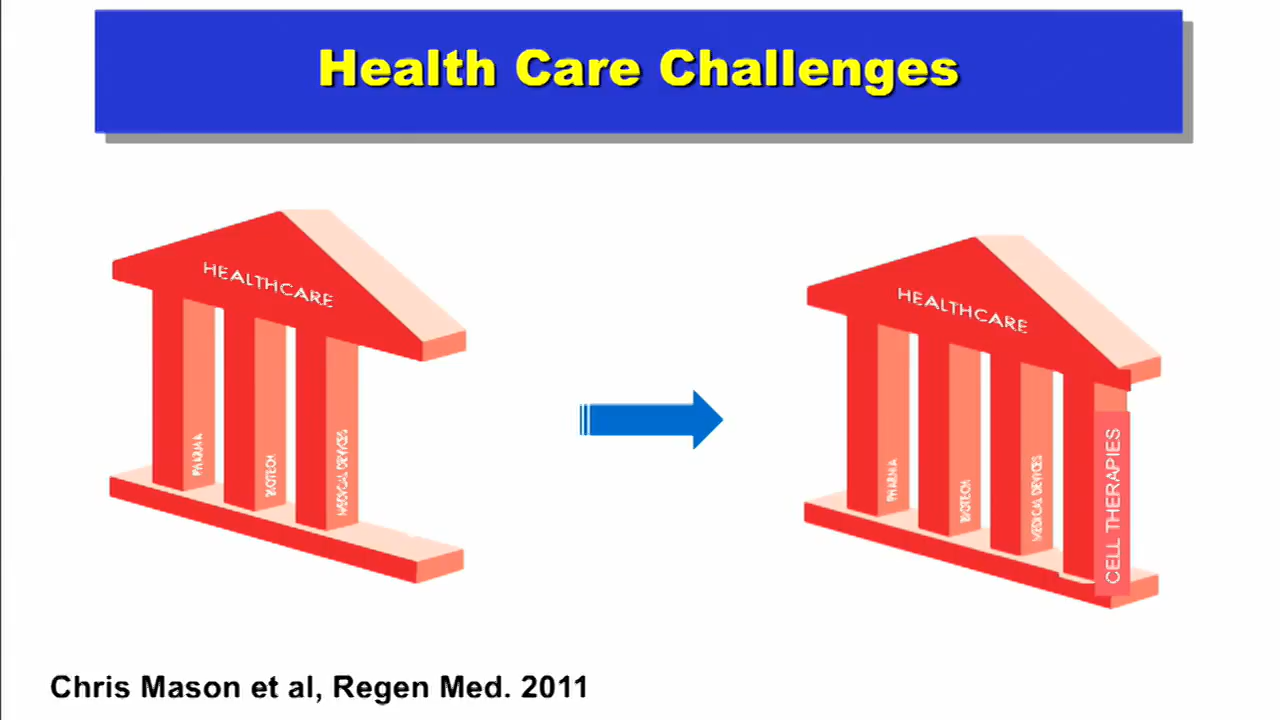 Health Care Challenges
HEALTHCARE
PHARMA
BIOTECH
MEDICAL DEVICES
HEALTHCARE
PHARMA
BIOTECH
MEDICAL DEVICES
CELL THERAPIES
Chris Mason et al, Regen Med. 2011